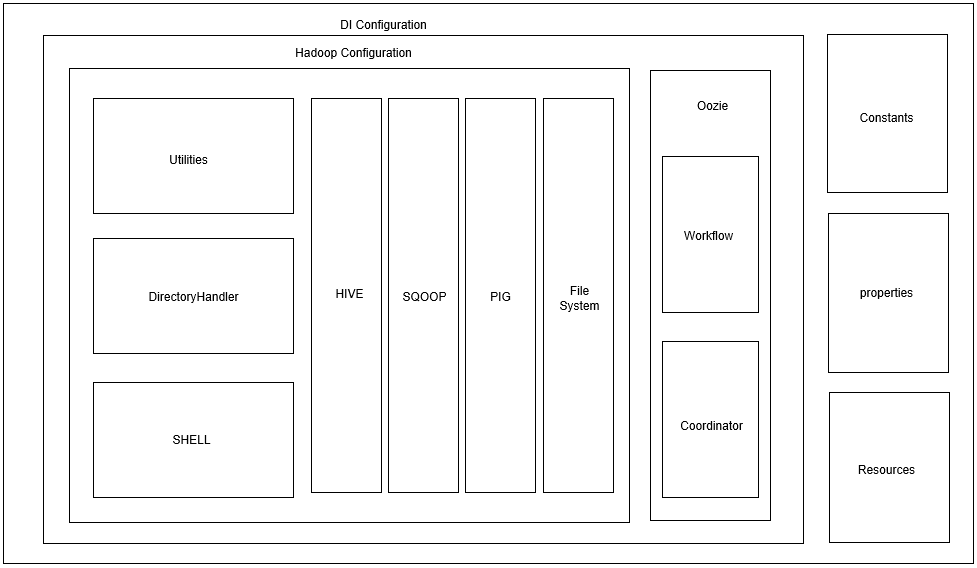 DI Configuration
Hadoop Configuration
Utilities
DirectoryHandler
SHELL
HIVE
SQOOP
PIG
File
System
Oozie
Workflow
Coordinator
Constants
properties
Resources